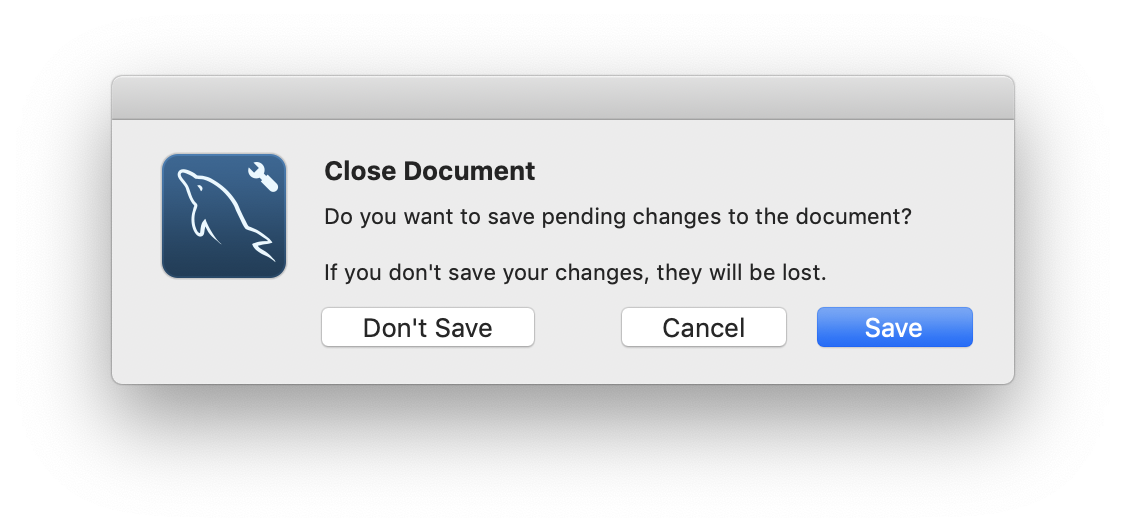 Close Document
Do you want to save pending changes to the document?
If you don't save your changes, they will be lost.
Don't Save Cancel Save